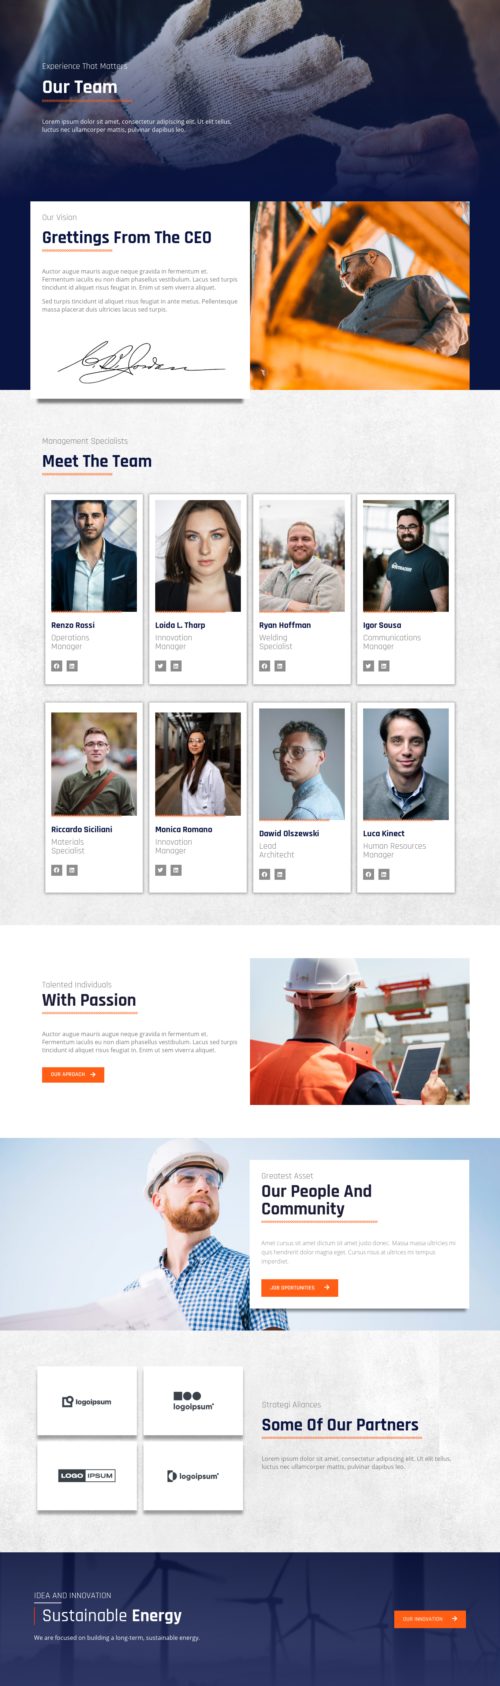 Experience That Matters
Our Team
Lorem ipsum dolor sit amet, consectetur adipiscing elit. Ut elit tellus,
luctus nec ullamcorper mattis, pulvinar dapibus leo.
Our Vision
Grettings From The CEO
Auctor augue mauris augue neque gravida in fermentum et.
Fermentum iaculis eu non diam phasellus vestibulum. Lacus sed turpis
tincidunt id aliquet risus feugiat in. Enim ut sem viverra aliquet.
Sed turpis tincidunt id aliquet risus feugiat in ante metus. Pellentesque
massa placerat duis ultricies lacus sed turpis.
Management Specialists
Meet The Team
Renzo Rossi
Operations
Manager
Laida L. Tharp
Innovation
Manager
Ryan Hoffman
Welding
Specialist
Igor Sousa
Communications
Manager
Riccardo Siciliani
Materials
Specialist
Monica Romano
Innovation
Manager
Dawid Olszewski
Lead
Architecht
Luca Kinect
Human Resources
Manager
Talented Individuals
With Passion
Auctor augue mauris augue neque gravida in fermentum et.
Fermentum iaculis eu non diam phasellus vestibulum. Lacus sed turpis
tincidunt id aliquet risus feugiat in. Enim ut sem viverra aliquet.
OUR APROACH
Greatest Asset
Our People And
Community
Amet cursus sit amet dictum sit amet justo donec. Massa massa ultricies mi
quis hendrerit dolor magna eget. Cursus risus at ultrices mi tempus
imperdiet.
JOB OPORTUNITIES
logoipsum
logoipsum
LOGO IPSUM
logoipsum
Strategi Aliances
Some Of Our Partners
Lorem ipsum dolor sit amet, consectetur adipiscing elit. Ut elit tellus,
luctus nec ullamcorper mattis, pulvinar dapibus leo.
IDEA AND INNOVATION
Sustainable Energy
We are focused on building a long-term, sustainable energy.
OUR INNOVATION